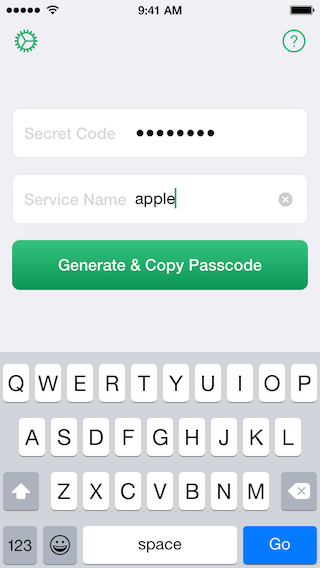 9:41 AM
?
Secret Code ••••••••
Service Name apple
Generate & Copy Passcode
Q W E R T Y U I O P
A S D F G H J K L
Z X C V B N M
123 space Go